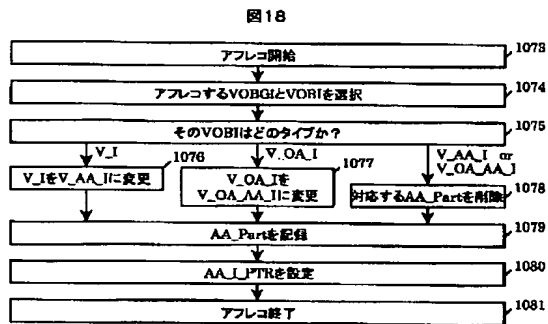 図18
アフレコ開始
1073
アフレコするVOBGIとVOBIを選択
1074
そのVOBIはどのタイプか？
1075
V_I
V_OA_I
V_AA_I or
V_OA_AA_I
1076
V_IをV_AA_Iに変更
1077
V_OA_Iを
V_OA_AA_Iに変更
1078
対応するAA_Partを削除
AA_Partを記録
1079
AA_I_PTRを設定
1080
アフレコ終了
1081